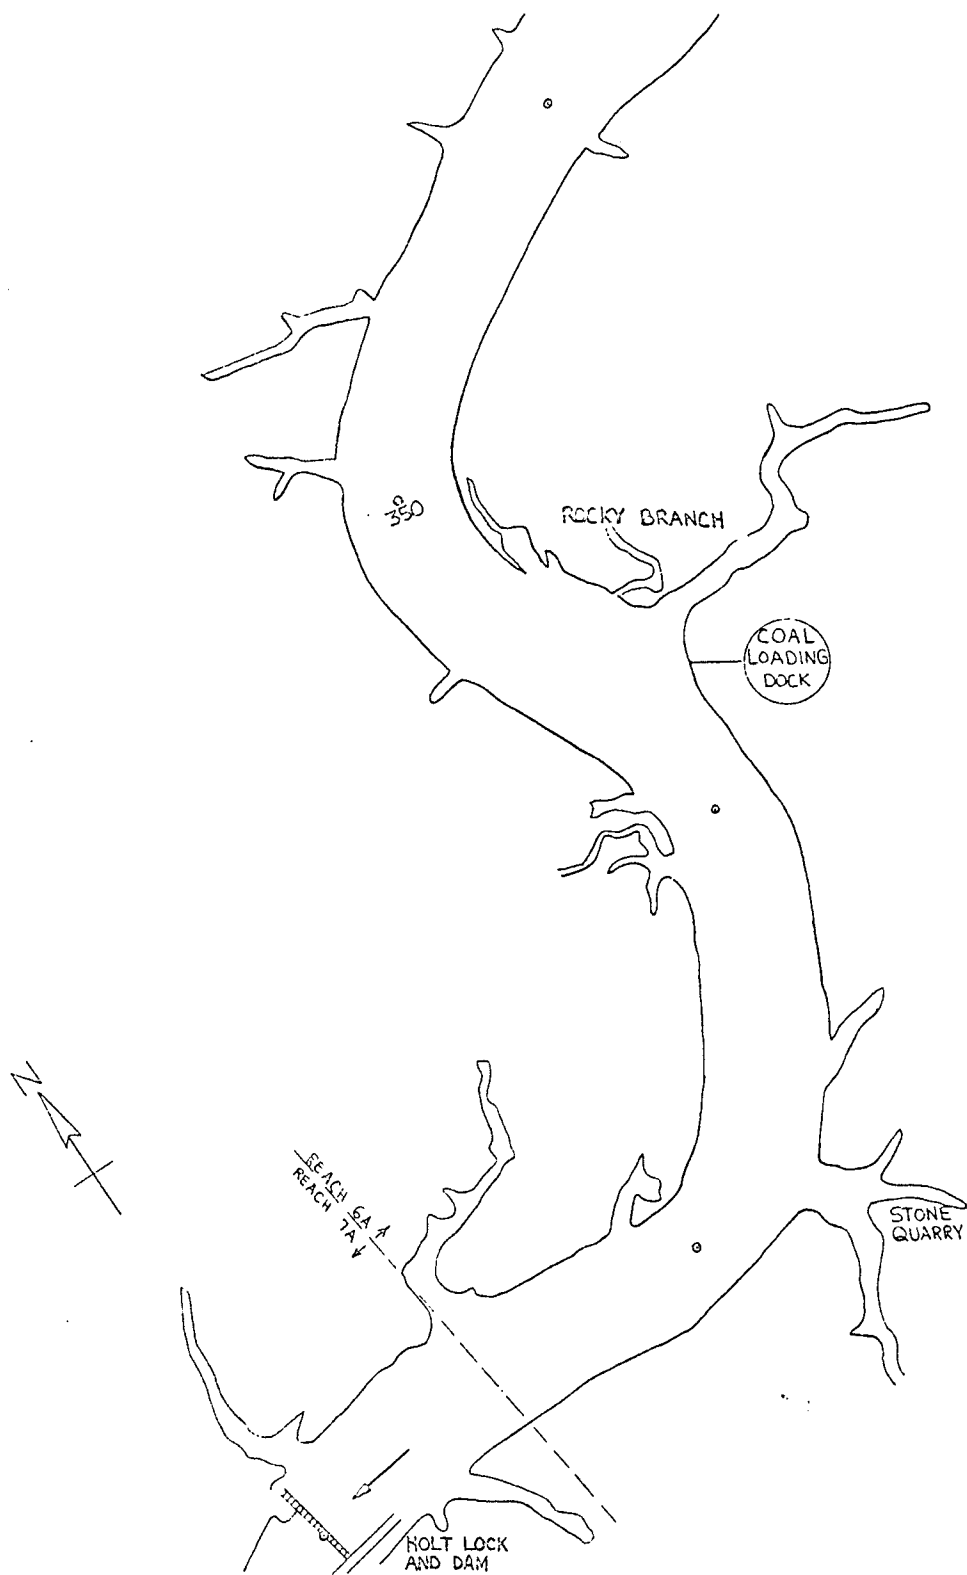 350
ROCKY BRANCH
COAL
LOADING
DOCK
N
REACH 6A
REACH 7A
STONE
QUARRY
HOLT LOCK
AND DAM